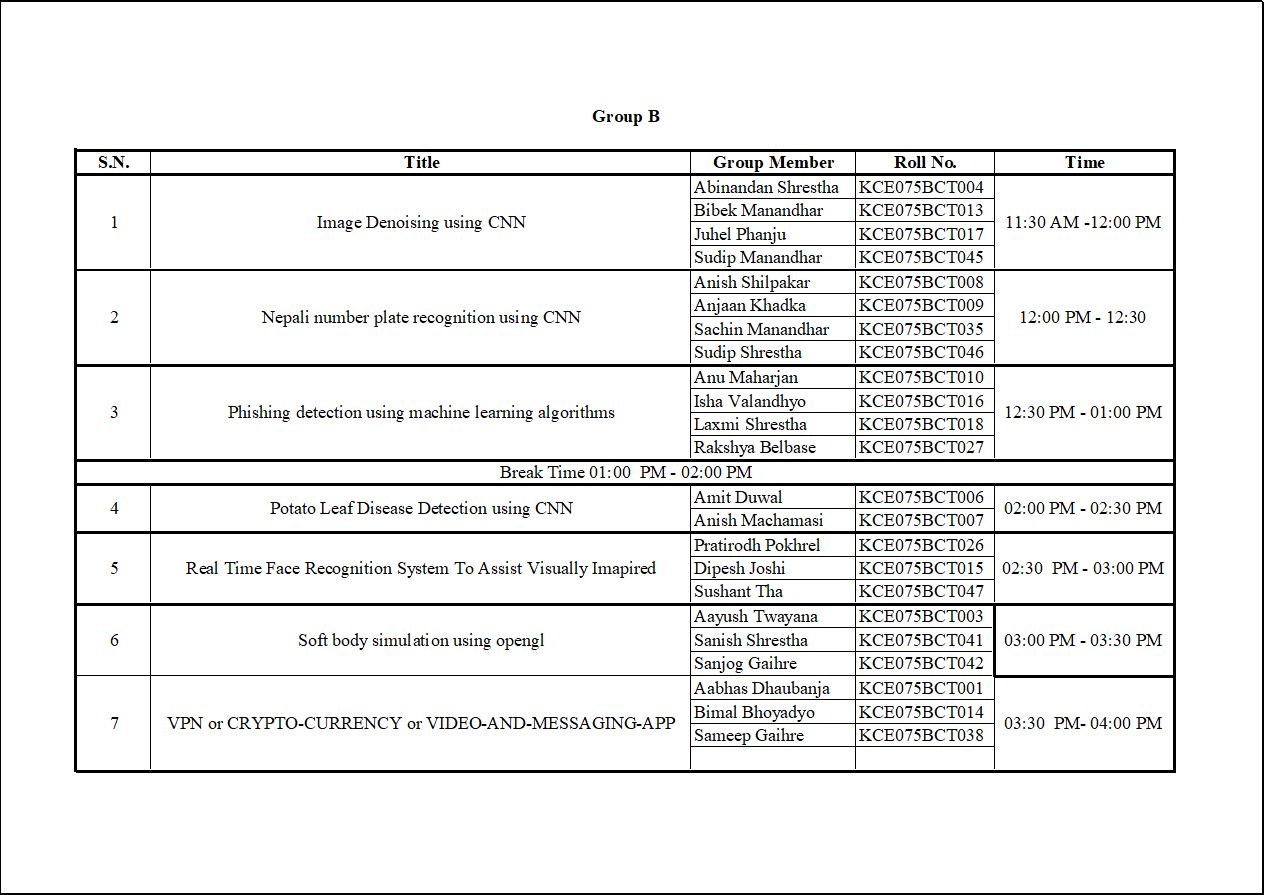 Group B
S.N. Title Group Member Roll No. Time
1 Image Denoising using CNN Abinandan Shrestha KCE075BCT004 11:30 AM -12:00 PM
Bibek Manandhar KCE075BCT013
Juhel Phanju KCE075BCT017
Sudip Manandhar KCE075BCT045
2 Nepali number plate recognition using CNN Anish Shilpakar KCE075BCT008 12:00 PM - 12:30
Anjaan Khadka KCE075BCT009
Sachin Manandhar KCE075BCT035
Sudip Shrestha KCE075BCT046
3 Phishing detection using machine learning algorithms Anu Maharjan KCE075BCT010 12:30 PM - 01:00 PM
Isha Valandhyo KCE075BCT016
Laxmi Shrestha KCE075BCT018
Rakshya Belbase KCE075BCT027
Break Time 01:00 PM - 02:00 PM
4 Potato Leaf Disease Detection using CNN Amit Duwal KCE075BCT006 02:00 PM - 02:30 PM
Anish Machamasi KCE075BCT007
5 Real Time Face Recognition System To Assist Visually Imapired Pratirodh Pokhrel KCE075BCT026 02:30 PM - 03:00 PM
Dipesh Joshi KCE075BCT015
Sushant Tha KCE075BCT047
6 Soft body simulation using opengl Aayush Twayana KCE075BCT003 03:00 PM - 03:30 PM
Sanish Shrestha KCE075BCT041
Sanjog Gaihre KCE075BCT042
7 VPN or CRYPTO-CURRENCY or VIDEO-AND-MESSAGING-APP Aabhas Dhaubanja KCE075BCT001 03:30 PM- 04:00 PM
Bimal Bhoyadyo KCE075BCT014
Sameep Gaihre KCE075BCT038